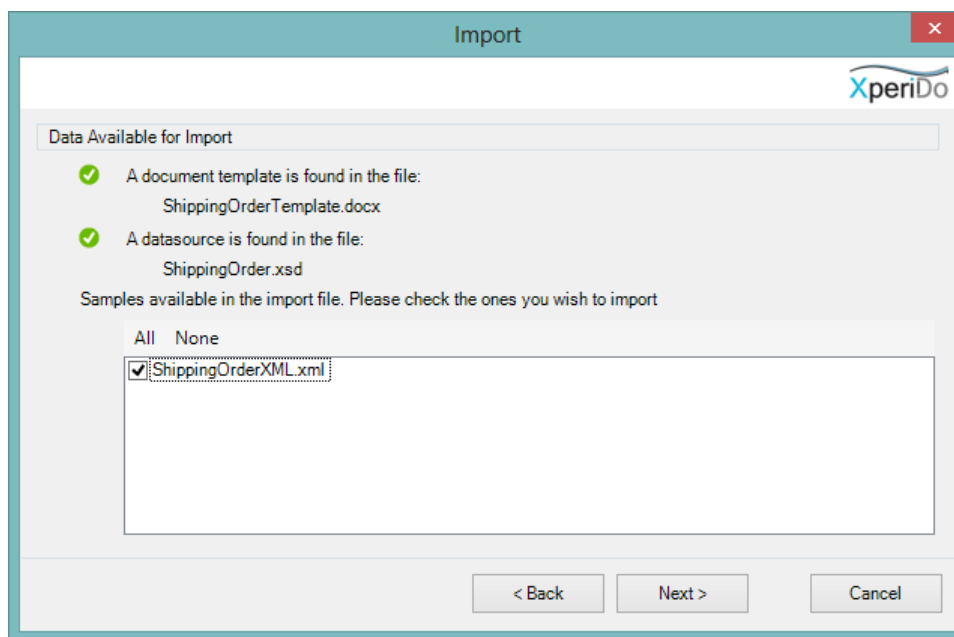 Import
XperiDo
Data Available for Import
A document template is found in the file:
ShippingOrderTemplate.docx
A datasource is found in the file:
ShippingOrder.xsd
Samples available in the import file. Please check the ones you wish to import
All None
ShippingOrderXML.xml
< Back Next > Cancel